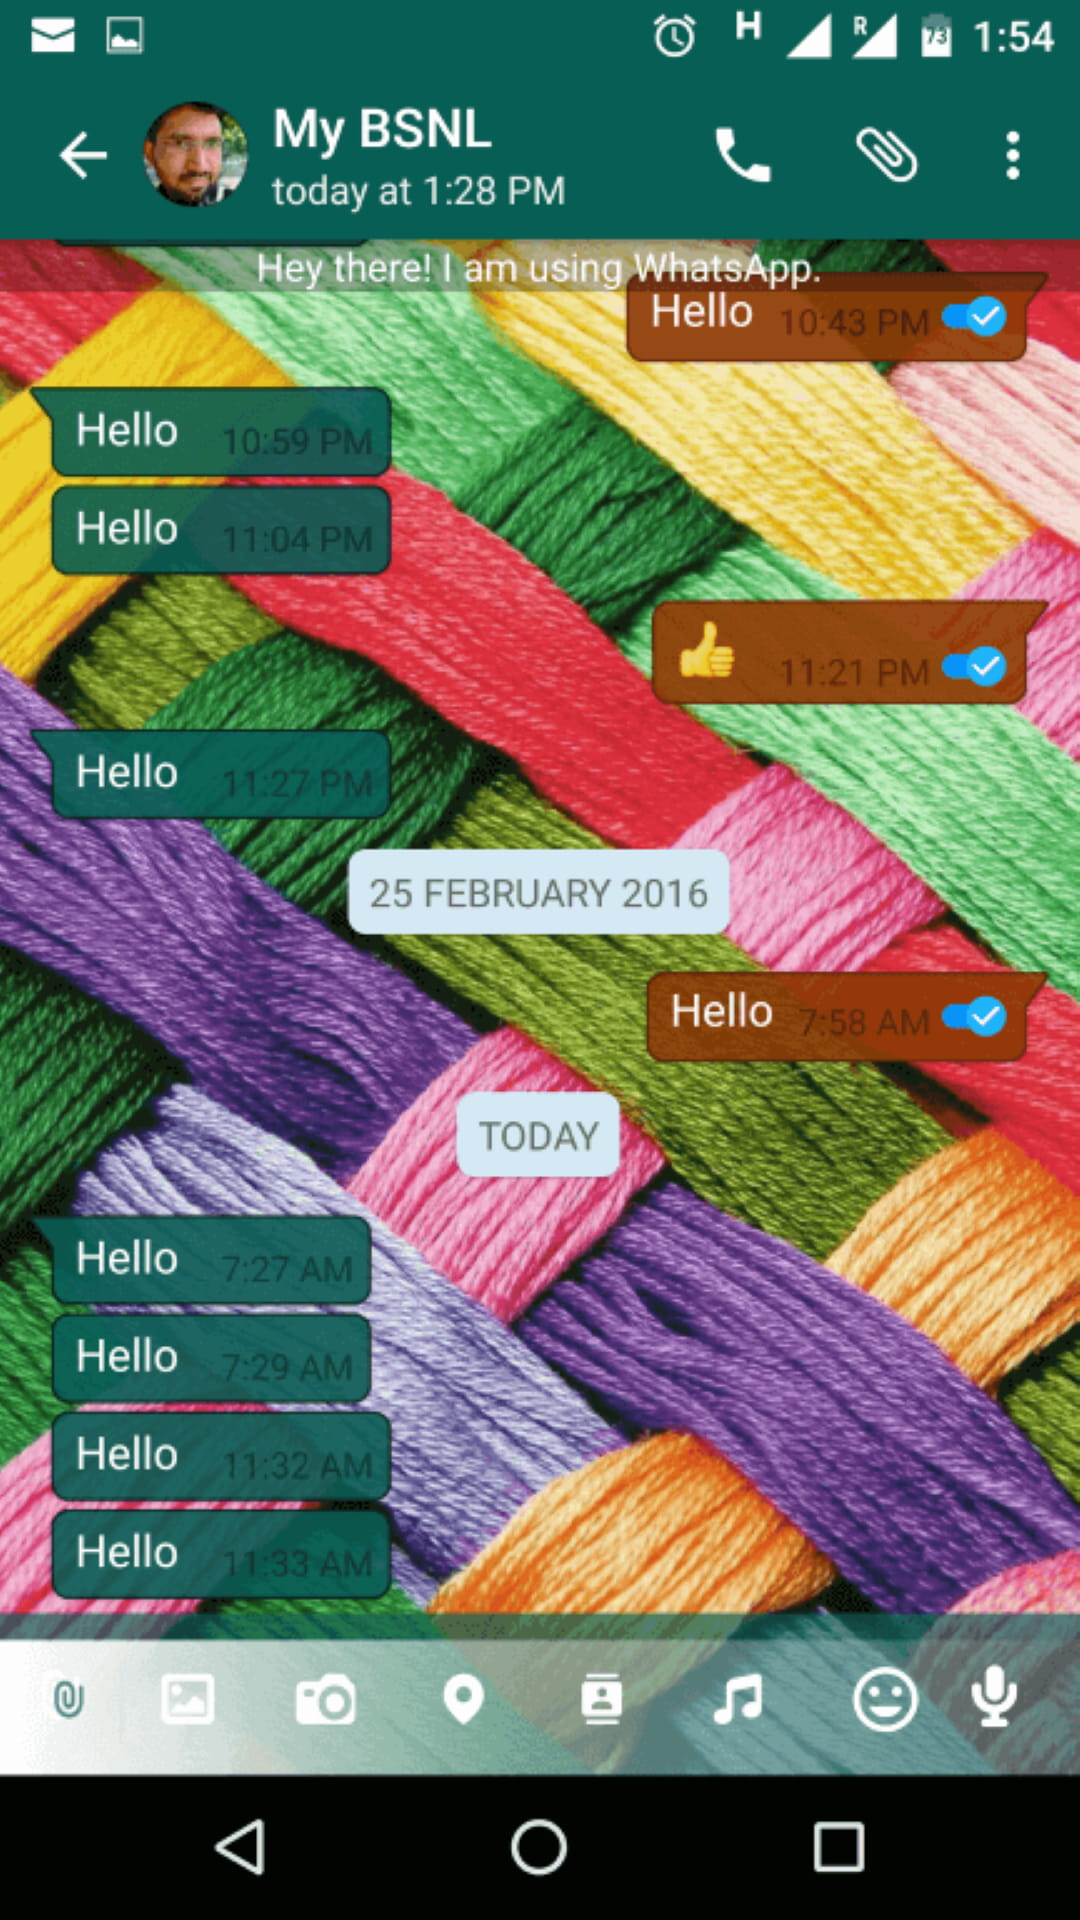 H R 73 1:54
My BSNL
today at 1:28 PM
Hey there! I am using WhatsApp.
Hello 10:43 PM
Hello 10:59 PM
Hello 11:04 PM
11:21 PM
Hello 11:27 PM
25 FEBRUARY 2016
Hello 7:58 AM
TODAY
Hello 7:27 AM
Hello 7:29 AM
Hello 11:32 AM
Hello 11:33 AM